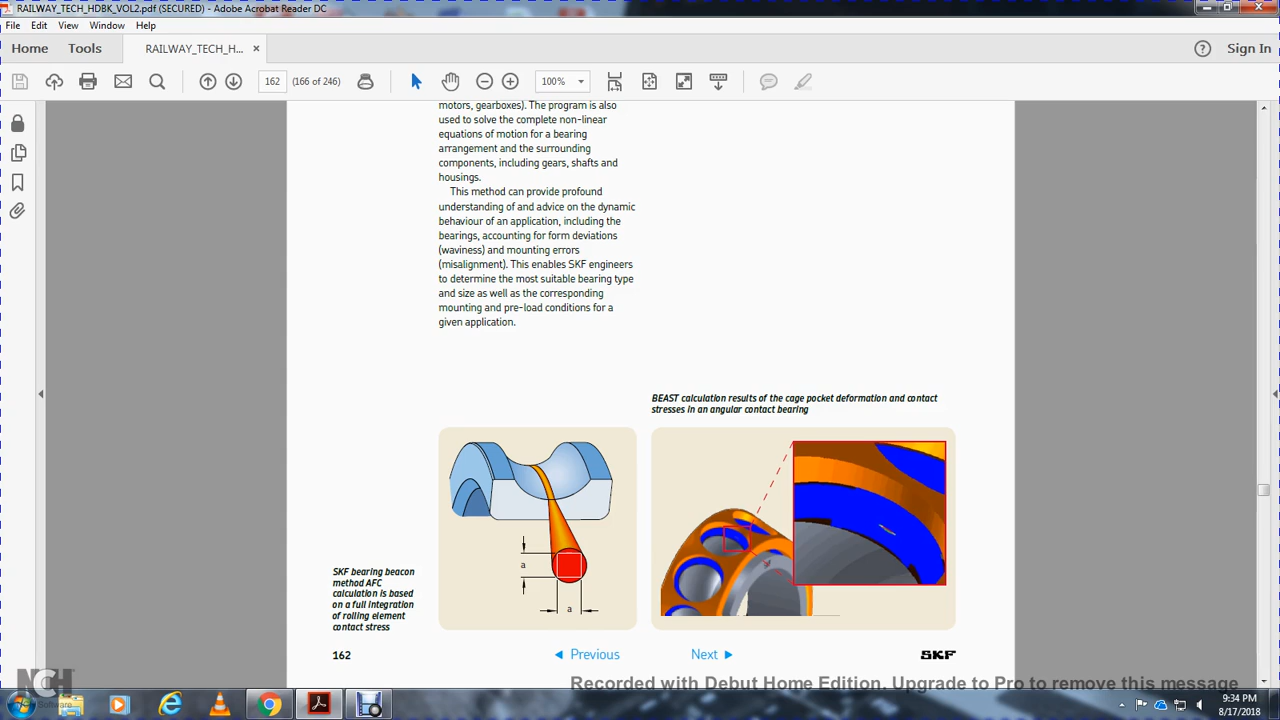 RAILWAY_TECH_HDBK_VOL2.pdf (SECURED) - Adobe Acrobat Reader DC
File Edit View Window Help
Home Tools RAILWAY_TECH_H... × Sign In
162 (166 of 246) 100%
motors, gearboxes). The program is also
used to solve the complete non-linear
equations of motion for a bearing
arrangement and the surrounding
components, including gears, shafts and
housings.
This method can provide profound
understanding of and advice on the dynamic
behaviour of an application, including the
bearings, accounting for form deviations
(waviness) and mounting errors
(misalignment). This enables SKF engineers
to determine the most suitable bearing type
and size as well as the corresponding
mounting and pre-load conditions for a
given application.
BEAST calculation results of the cage pocket deformation and contact
stresses in an angular contact bearing
a
a
SKF bearing beacon
method AFC
calculation is based
on a full integration
of rolling element
contact stress
162
Previous Next
SKF
NCH
Software
Recorded with Debut Home Edition. Upgrade to Pro to remove this message
9:34 PM
8/17/2018